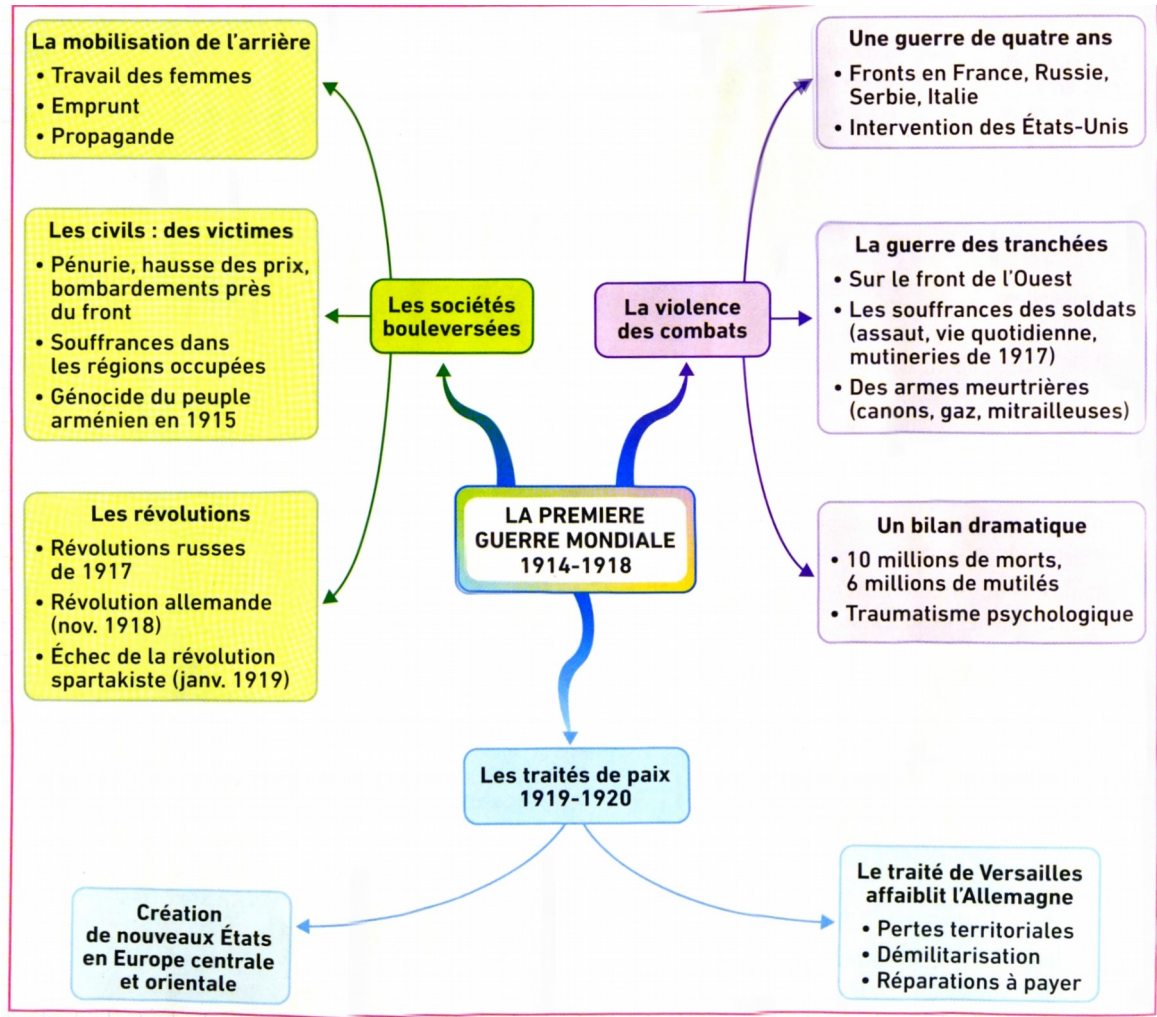 La mobilisation de l'arrière
• Travail des femmes
• Emprunt
• Propagande
Les civils : des victimes
• Pénurie, hausse des prix,
bombardements près
du front
• Souffrances dans
les régions occupées
• Génocide du peuple
arménien en 1915
Les révolutions
• Révolutions russes
de 1917
• Révolution allemande
(nov. 1918)
• Échec de la révolution
spartakiste (janv. 1919)
Les sociétés
bouleversées
La violence
des combats
Une guerre de quatre ans
• Fronts en France, Russie,
Serbie, Italie
• Intervention des États-Unis
La guerre des tranchées
• Sur le front de l'Ouest
• Les souffrances des soldats
(assaut, vie quotidienne,
mutineries de 1917)
• Des armes meurtrières
(canons, gaz, mitrailleuses)
Un bilan dramatique
• 10 millions de morts,
6 millions de mutilés
• Traumatisme psychologique
LA PREMIERE
GUERRE MONDIALE
1914-1918
Les traités de paix
1919-1920
Création
de nouveaux États
en Europe centrale
et orientale
Le traité de Versailles
affaiblit l'Allemagne
• Pertes territoriales
• Démilitarisation
• Réparations à payer